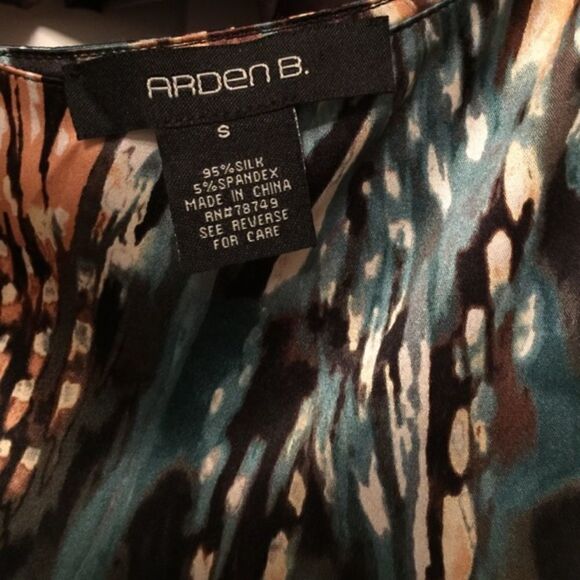 ARDEN B.
S
95%SILK
5%SPANDEX
MADE IN CHINA
RN#78749
SEE REVERSE
FOR CARE